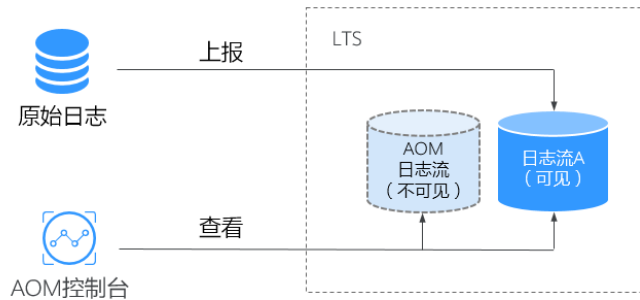 上报
LTS
原始日志
AOM
日志流
（不可见）
日志流A
（可见）
查看
AOM控制台